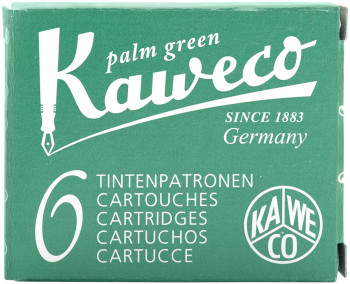 palm green
Kaweco
SINCE 1883
Germany
6
TINTENPATRONEN
CARTOUCHES
CARTRIDGES
CARTUCHOS
CARTUCCE
KA WE
CO